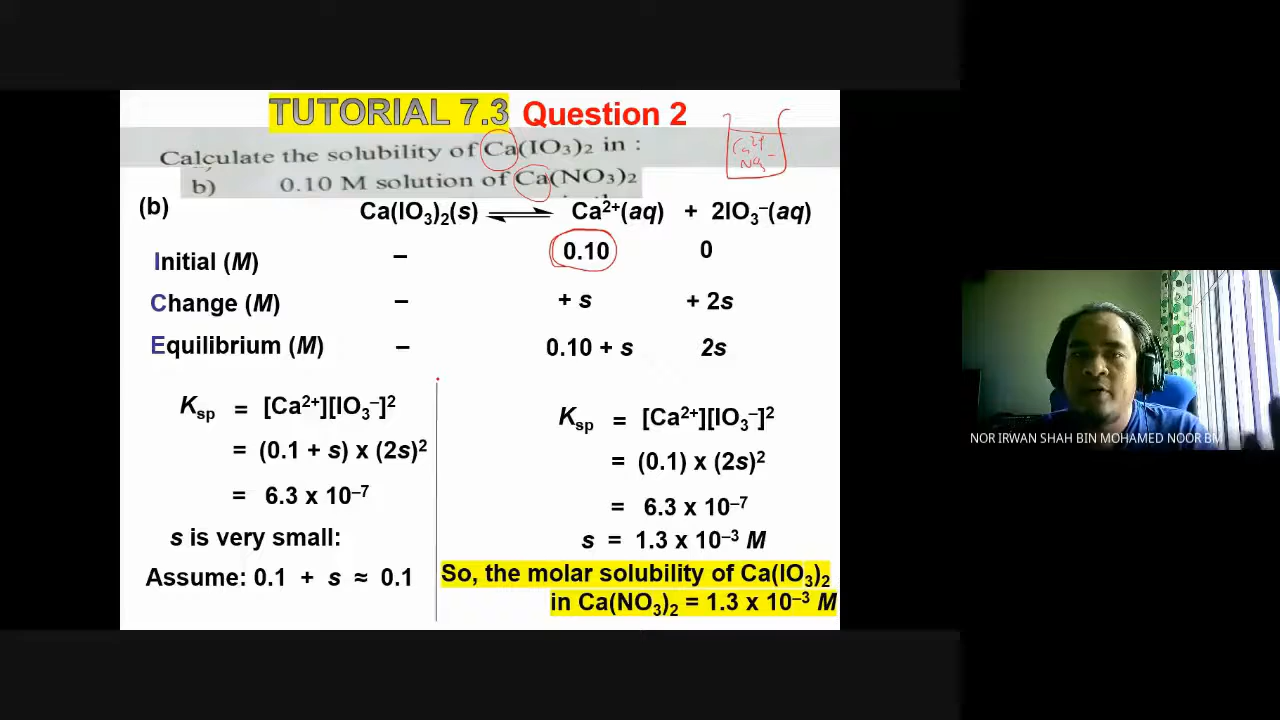 TUTORIAL 7.3 Question 2
Calculate the solubility of Ca(IO₃)₂ in :
b) 0.10 M solution of Ca(NO₃)₂
Ca²⁺
NO₃⁻
(b) Ca(IO₃)₂(s) ⇌ Ca²⁺(aq) + 2IO₃⁻(aq)
Initial (M) – 0.10 0
Change (M) – + s + 2s
Equilibrium (M) – 0.10 + s 2s
Kₛₚ = [Ca²⁺][IO₃⁻]²
= (0.1 + s) x (2s)²
= 6.3 x 10⁻⁷
s is very small:
Assume: 0.1 + s ≈ 0.1
Kₛₚ = [Ca²⁺][IO₃⁻]²
= (0.1) x (2s)²
= 6.3 x 10⁻⁷
s = 1.3 x 10⁻³ M
So, the molar solubility of Ca(IO₃)₂
in Ca(NO₃)₂ = 1.3 x 10⁻³ M
NOR IRWAN SHAH BIN MOHAMED NOOR BM